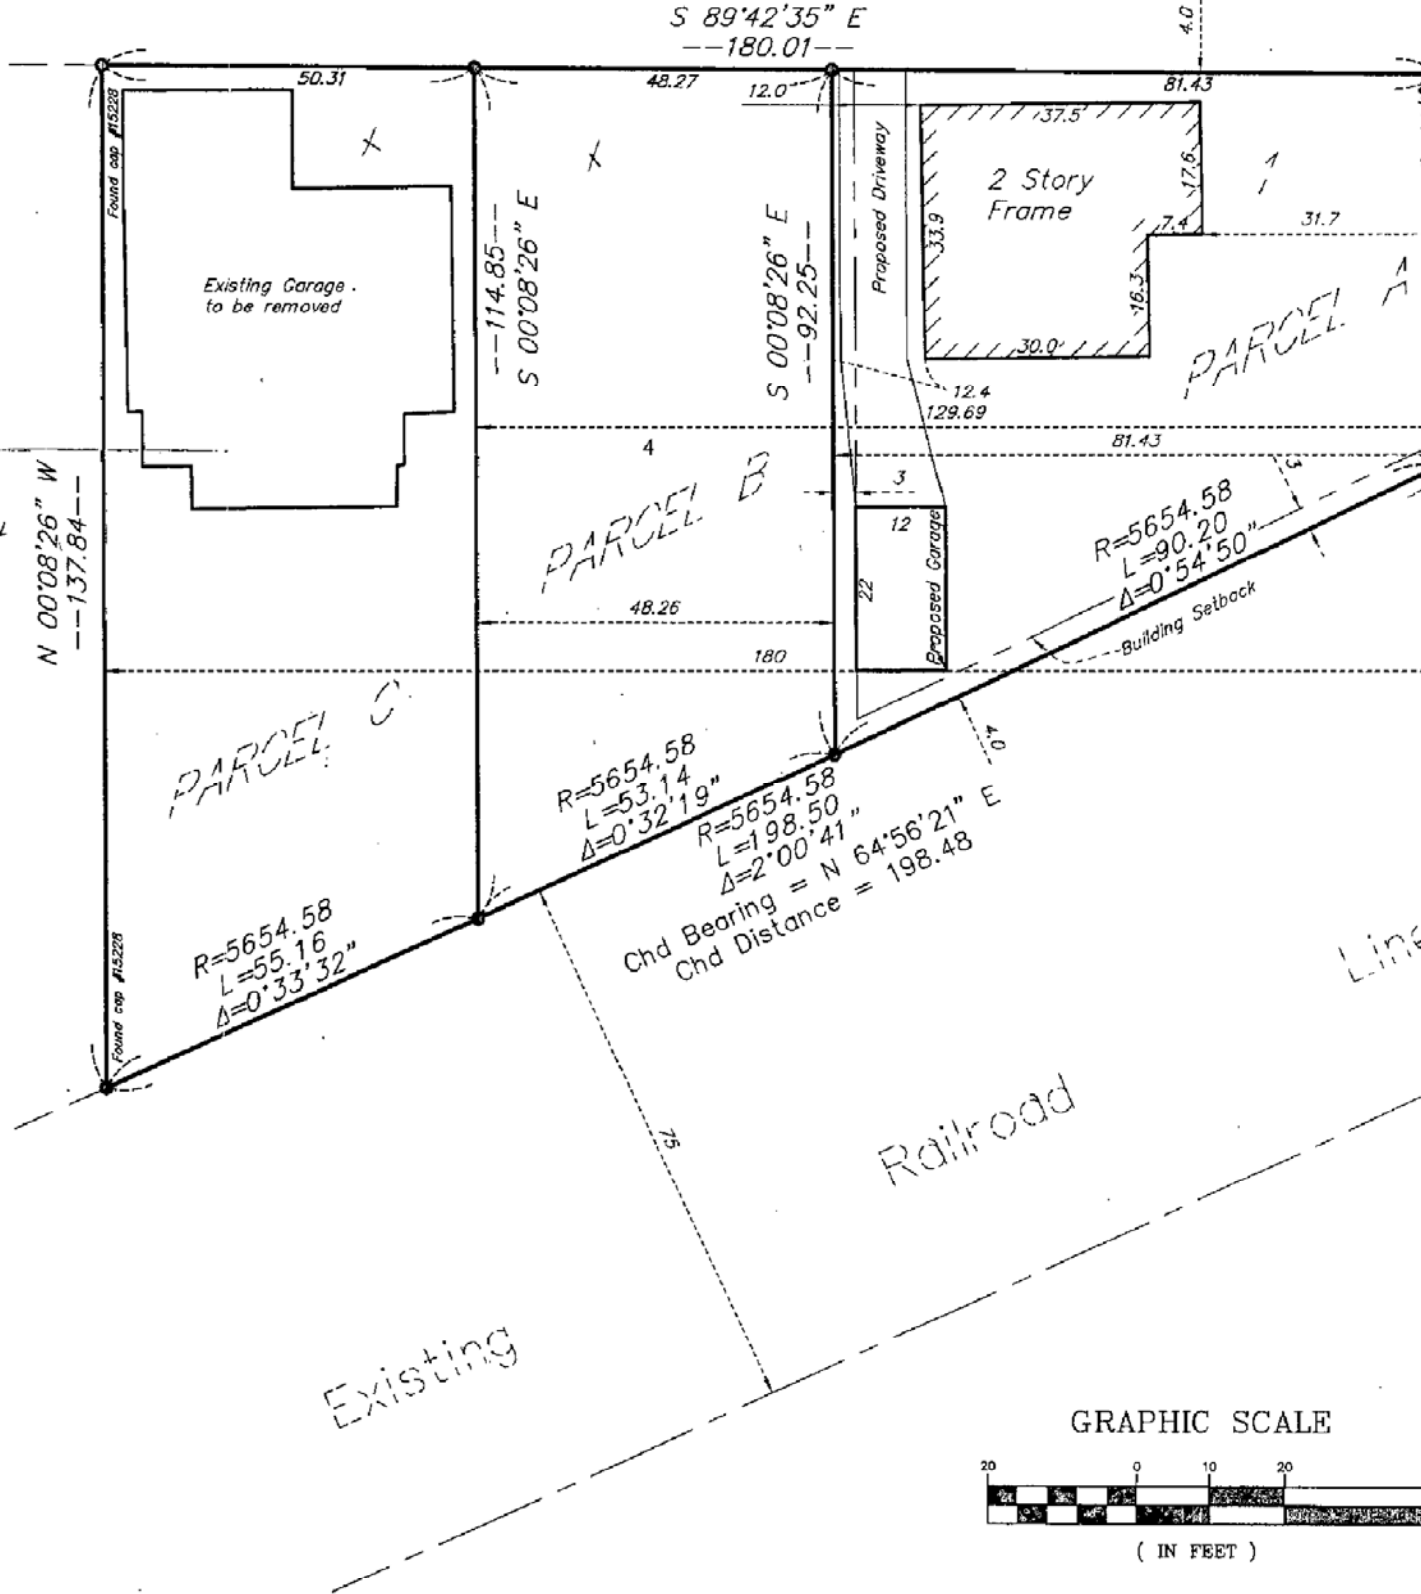 S 89°42'35" E
--180.01--
4.0
50.31
48.27
12.0
81.43
Found cap #15228
Proposed Driveway
37.5
2 Story
Frame
17.6
7.4
31.7
33.9
16.3
30.0
1
Existing Garage
to be removed
--114.85--
S 00°08'26" E
S 00°08'26" E
--92.25--
PARCEL A
12.4
129.69
81.43
4
3
3
PARCEL B
12
22
Proposed Garage
N 00°08'26" W
--137.84--
R=5654.58
L=90.20
Δ=0°54'50"
Building Setback
48.26
180
PARCEL C
4.0
R=5654.58
L=53.14
Δ=0°32'19"
R=5654.58
L=198.50
Δ=2°00'41"
Chd Bearing = N 64°56'21" E
Chd Distance = 198.48
R=5654.58
L=55.16
Δ=0°33'32"
Found cap #15228
75
Existing Railroad Line
GRAPHIC SCALE
20 0 10 20
( IN FEET )